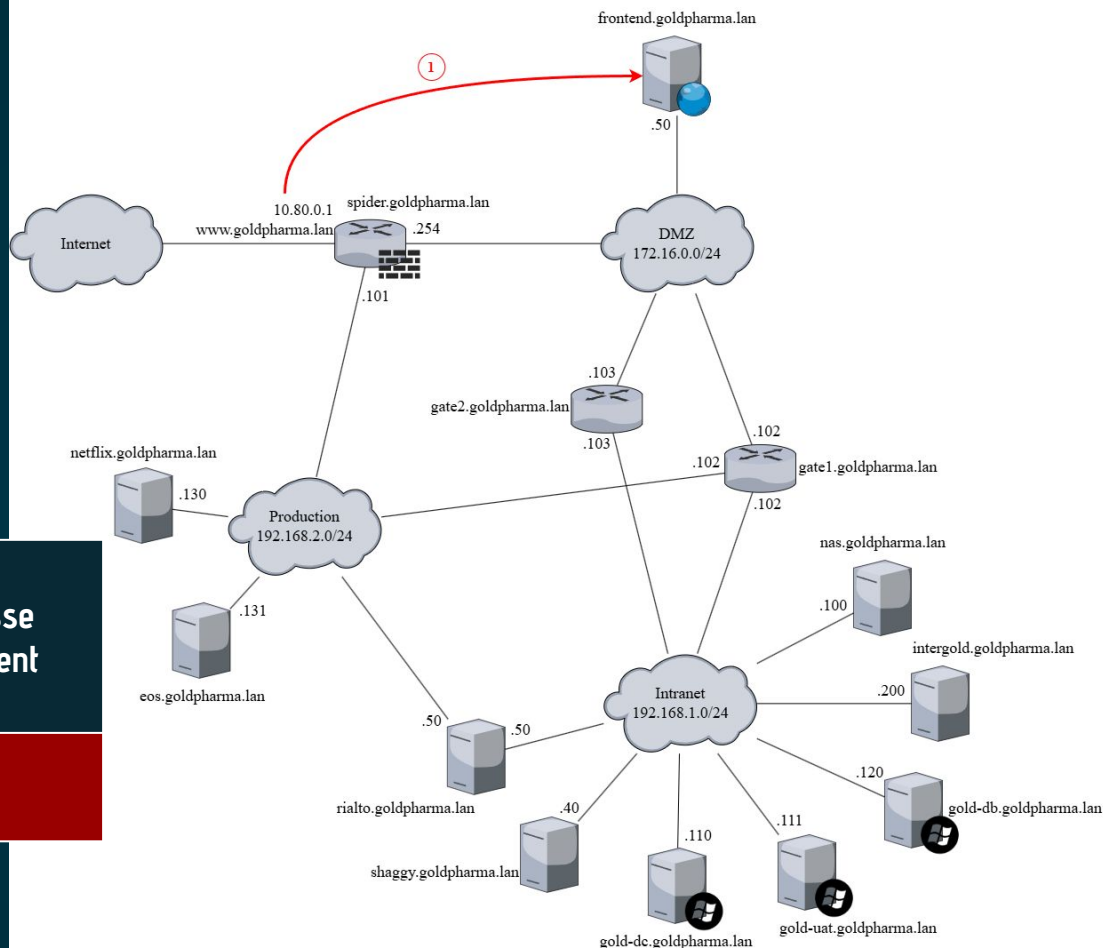 frontend.goldpharma.lan
1
.50
10.80.0.1
spider.goldpharma.lan
www.goldpharma.lan
.254
Internet
DMZ
172.16.0.0/24
.101
.103
gate2.goldpharma.lan
.103
.102
.102
gate1.goldpharma.lan
.102
netflix.goldpharma.lan
.130
Production
192.168.2.0/24
nas.goldpharma.lan
.100
.131
eos.goldpharma.lan
intergold.goldpharma.lan
.200
Intranet
192.168.1.0/24
.50
.50
rialto.goldpharma.lan
.120
gold-db.goldpharma.lan
.40
shaggy.goldpharma.lan
.110
.111
gold-uat.goldpharma.lan
gold-dc.goldpharma.lan